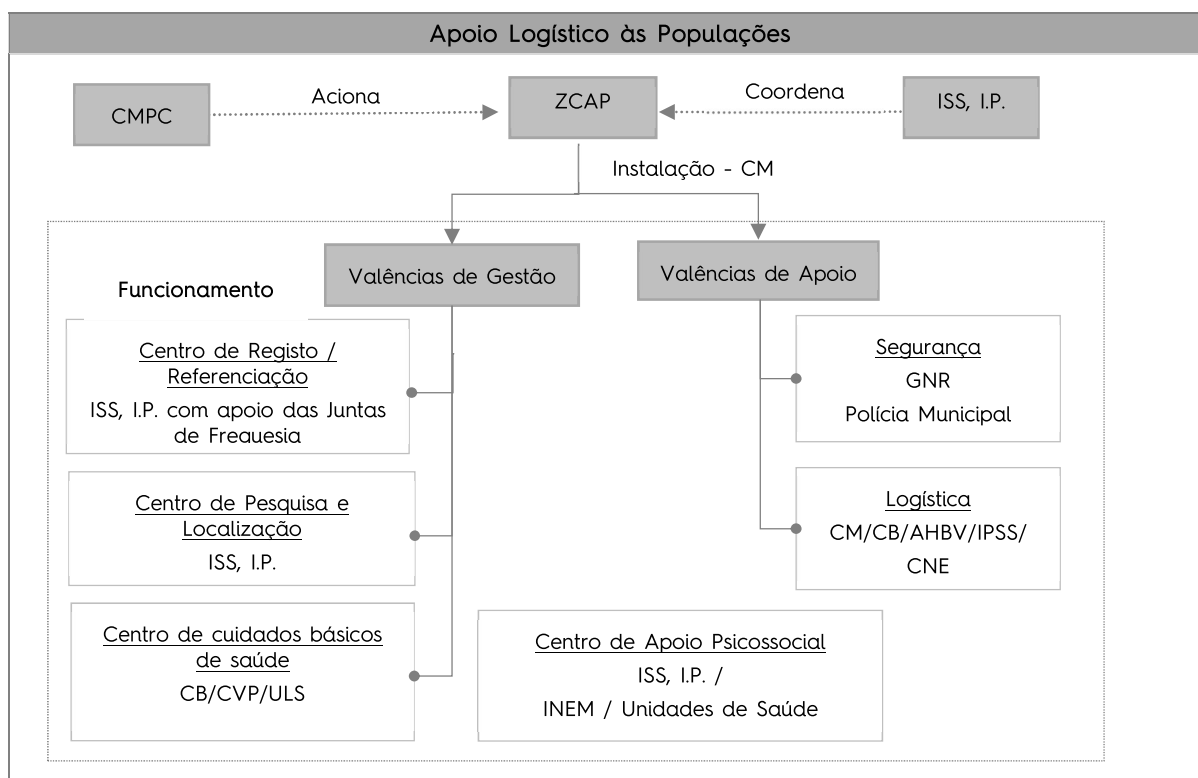 Apoio Logístico às Populações
CMPC
Aciona
ZCAP
Coordena
ISS, I.P.
Instalação - CM
Valências de Gestão
Valências de Apoio
Funcionamento
Centro de Registo /
Referenciação
ISS, I.P. com apoio das Juntas
de Freauesia
Segurança
GNR
Polícia Municipal
Centro de Pesquisa e
Localização
ISS, I.P.
Logística
CM/CB/AHBV/IPSS/
CNE
Centro de cuidados básicos
de saúde
CB/CVP/ULS
Centro de Apoio Psicossocial
ISS, I.P. /
INEM / Unidades de Saúde